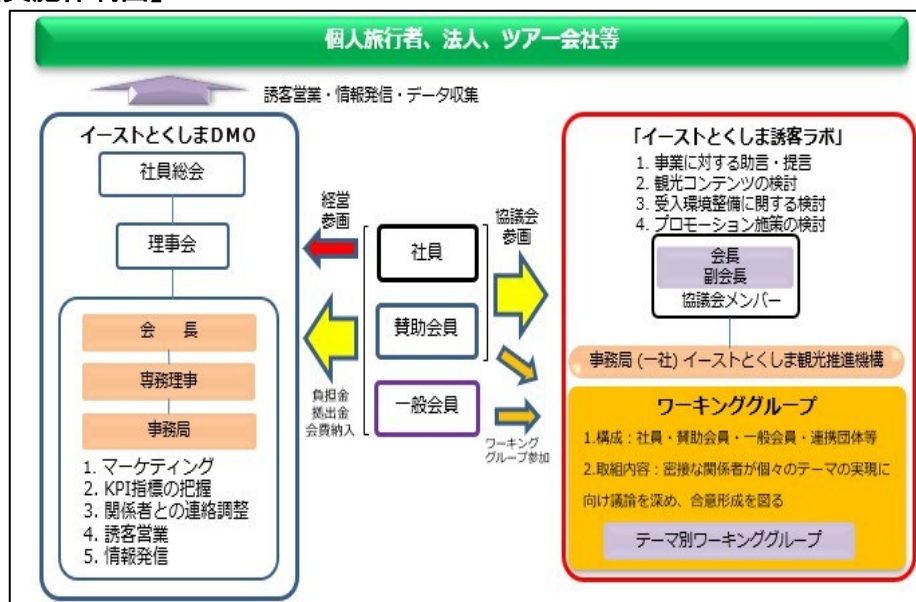 個人旅行者、法人、ツアー会社等
誘客営業・情報発信・データ収集
イーストとくしまDMO
社員総会
理事会
会　長
専務理事
事務局
1. マーケティング
2. KPI指標の把握
3. 関係者との連絡調整
4. 誘客営業
5. 情報発信
経営
参画
社員
賛助会員
一般会員
負担金
拠出金
会費納入
協議会
参画
ワーキング
グループ参加
「イーストとくしま誘客ラボ」
1. 事業に対する助言・提言
2. 観光コンテンツの検討
3. 受入環境整備に関する検討
4. プロモーション施策の検討
会長
副会長
協議会メンバー
事務局 (一社) イーストとくしま観光推進機構
ワーキンググループ
1.構成：社員・賛助会員・一般会員・連携団体等
2.取組内容：密接な関係者が個々のテーマの実現に
向け議論を深め、合意形成を図る
テーマ別ワーキンググループ